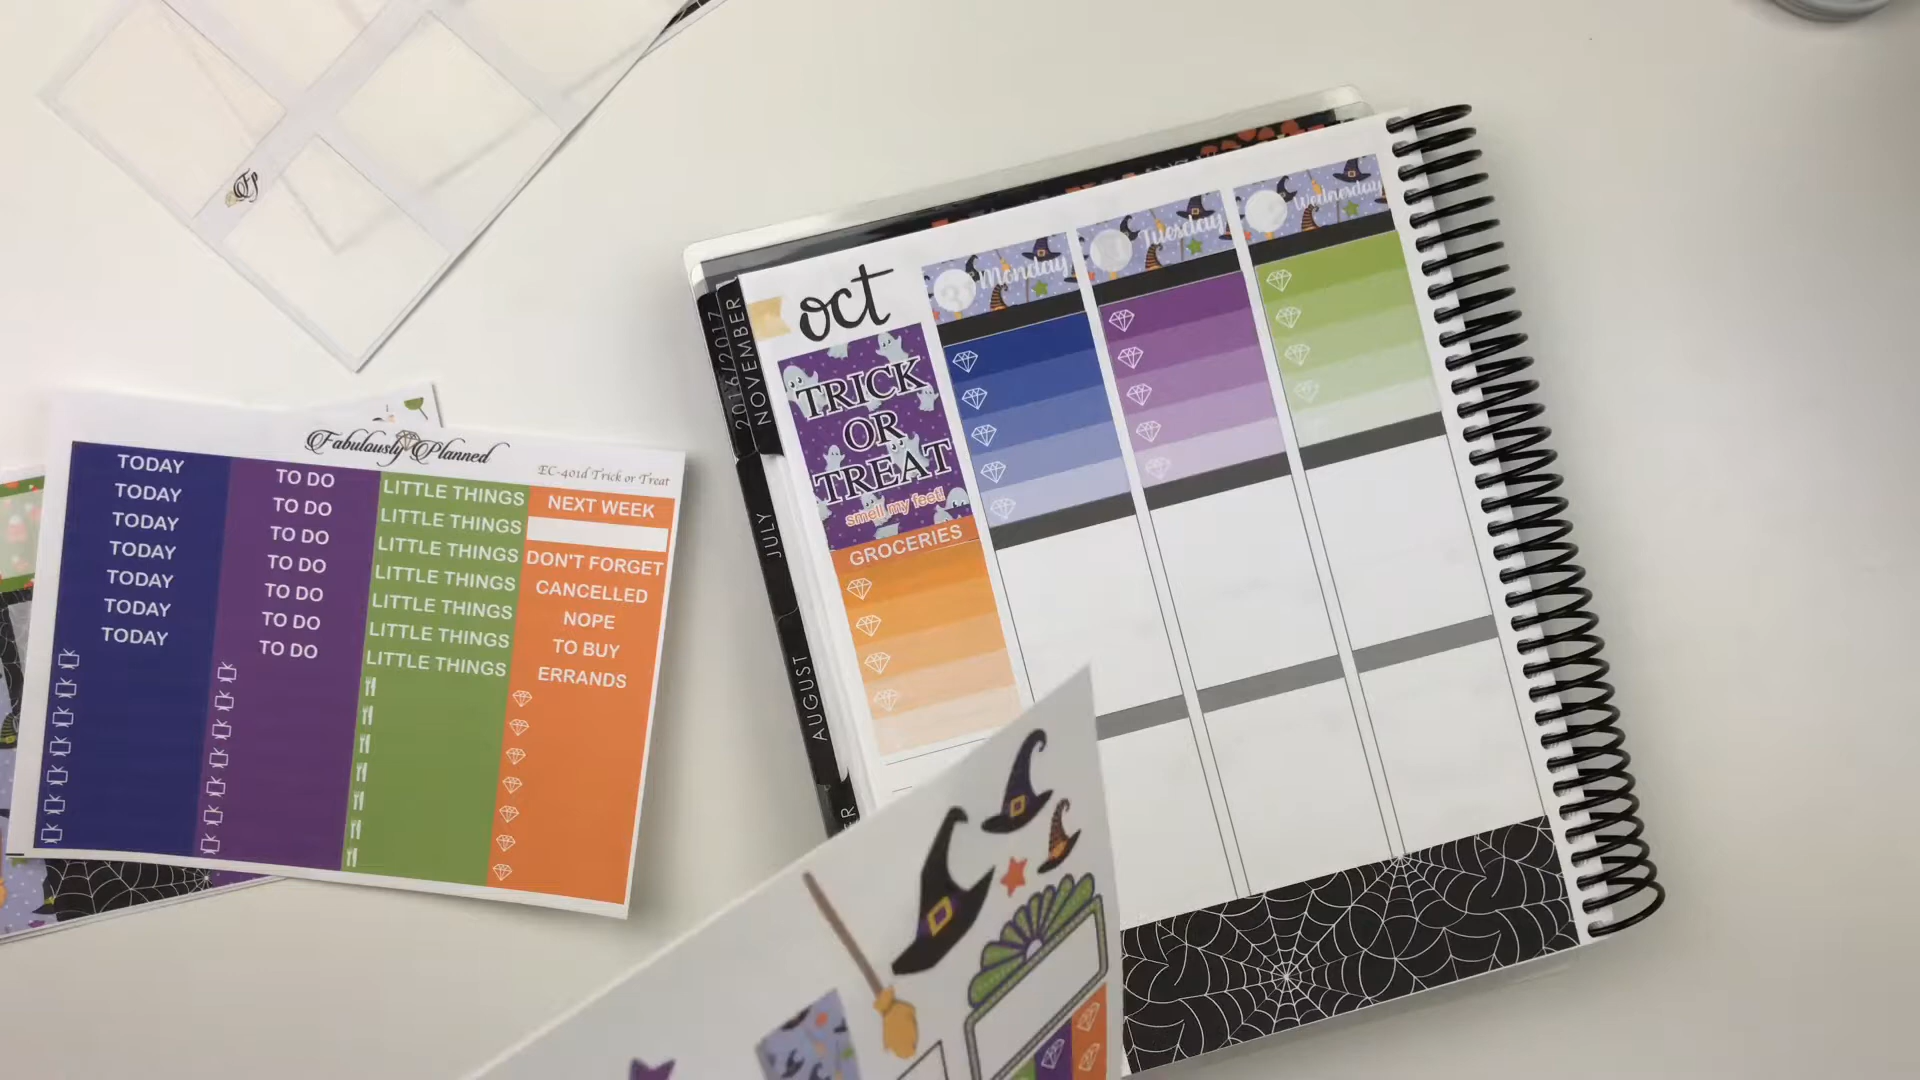 Fp
Fabulously Planned
EC-401d Trick or Treat
TODAY
TODAY
TODAY
TODAY
TODAY
TODAY
TODAY
TO DO
TO DO
TO DO
TO DO
TO DO
TO DO
TO DO
LITTLE THINGS
LITTLE THINGS
LITTLE THINGS
LITTLE THINGS
LITTLE THINGS
LITTLE THINGS
LITTLE THINGS
NEXT WEEK
DON'T FORGET
CANCELLED
NOPE
TO BUY
ERRANDS
2016/2017
NOVEMBER
JULY
AUGUST
oct
TRICK
OR
TREAT
smell my feet!
GROCERIES
Monday
Tuesday
Wednesday